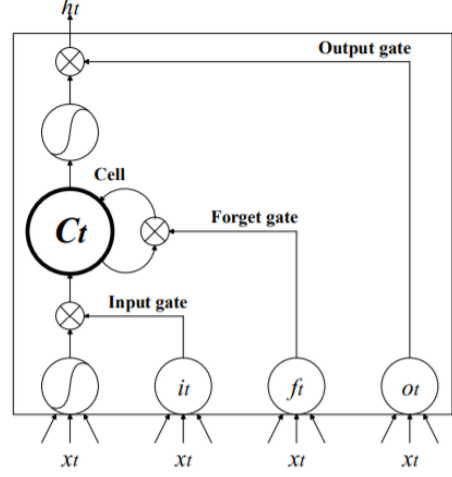 ht
Output gate
Cell
Ct
Forget gate
Input gate
it
ft
ot
xt
xt
xt
xt